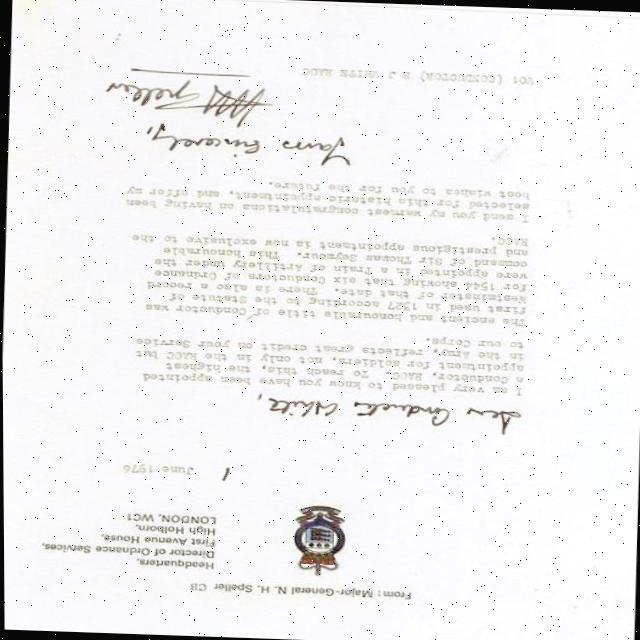 From: Major-General N. H. Speller CB
Headquarters,
Director of Ordnance Services,
First Avenue House,
High Holborn,
LONDON, WC1
1 June 1976
Dear Conductor White,
I am very pleased to know you have been appointed
a Conductor, RAOC. To reach this, the highest
appointment for soldiers, not only in the RAOC but
in the Army, reflects great credit on your Service
to our Corps.
The ancient and honourable title of Conductor was
first used in 1327 according to the Statute of
Westminster of that date. There is also a record
for 1544 showing that six Conductors of Ordnance
were appointed in a Train of Artillery under the
command of Sir Thomas Seymour. This honourable
and prestigious appointment is now exclusive to the
RAOC.
I send you my warmest congratulations on having been
selected for this historic appointment, and offer my
best wishes to you for the future.
Yours Sincerely,
Speller
WO1 (CONDUCTOR) J WHITE RAOC